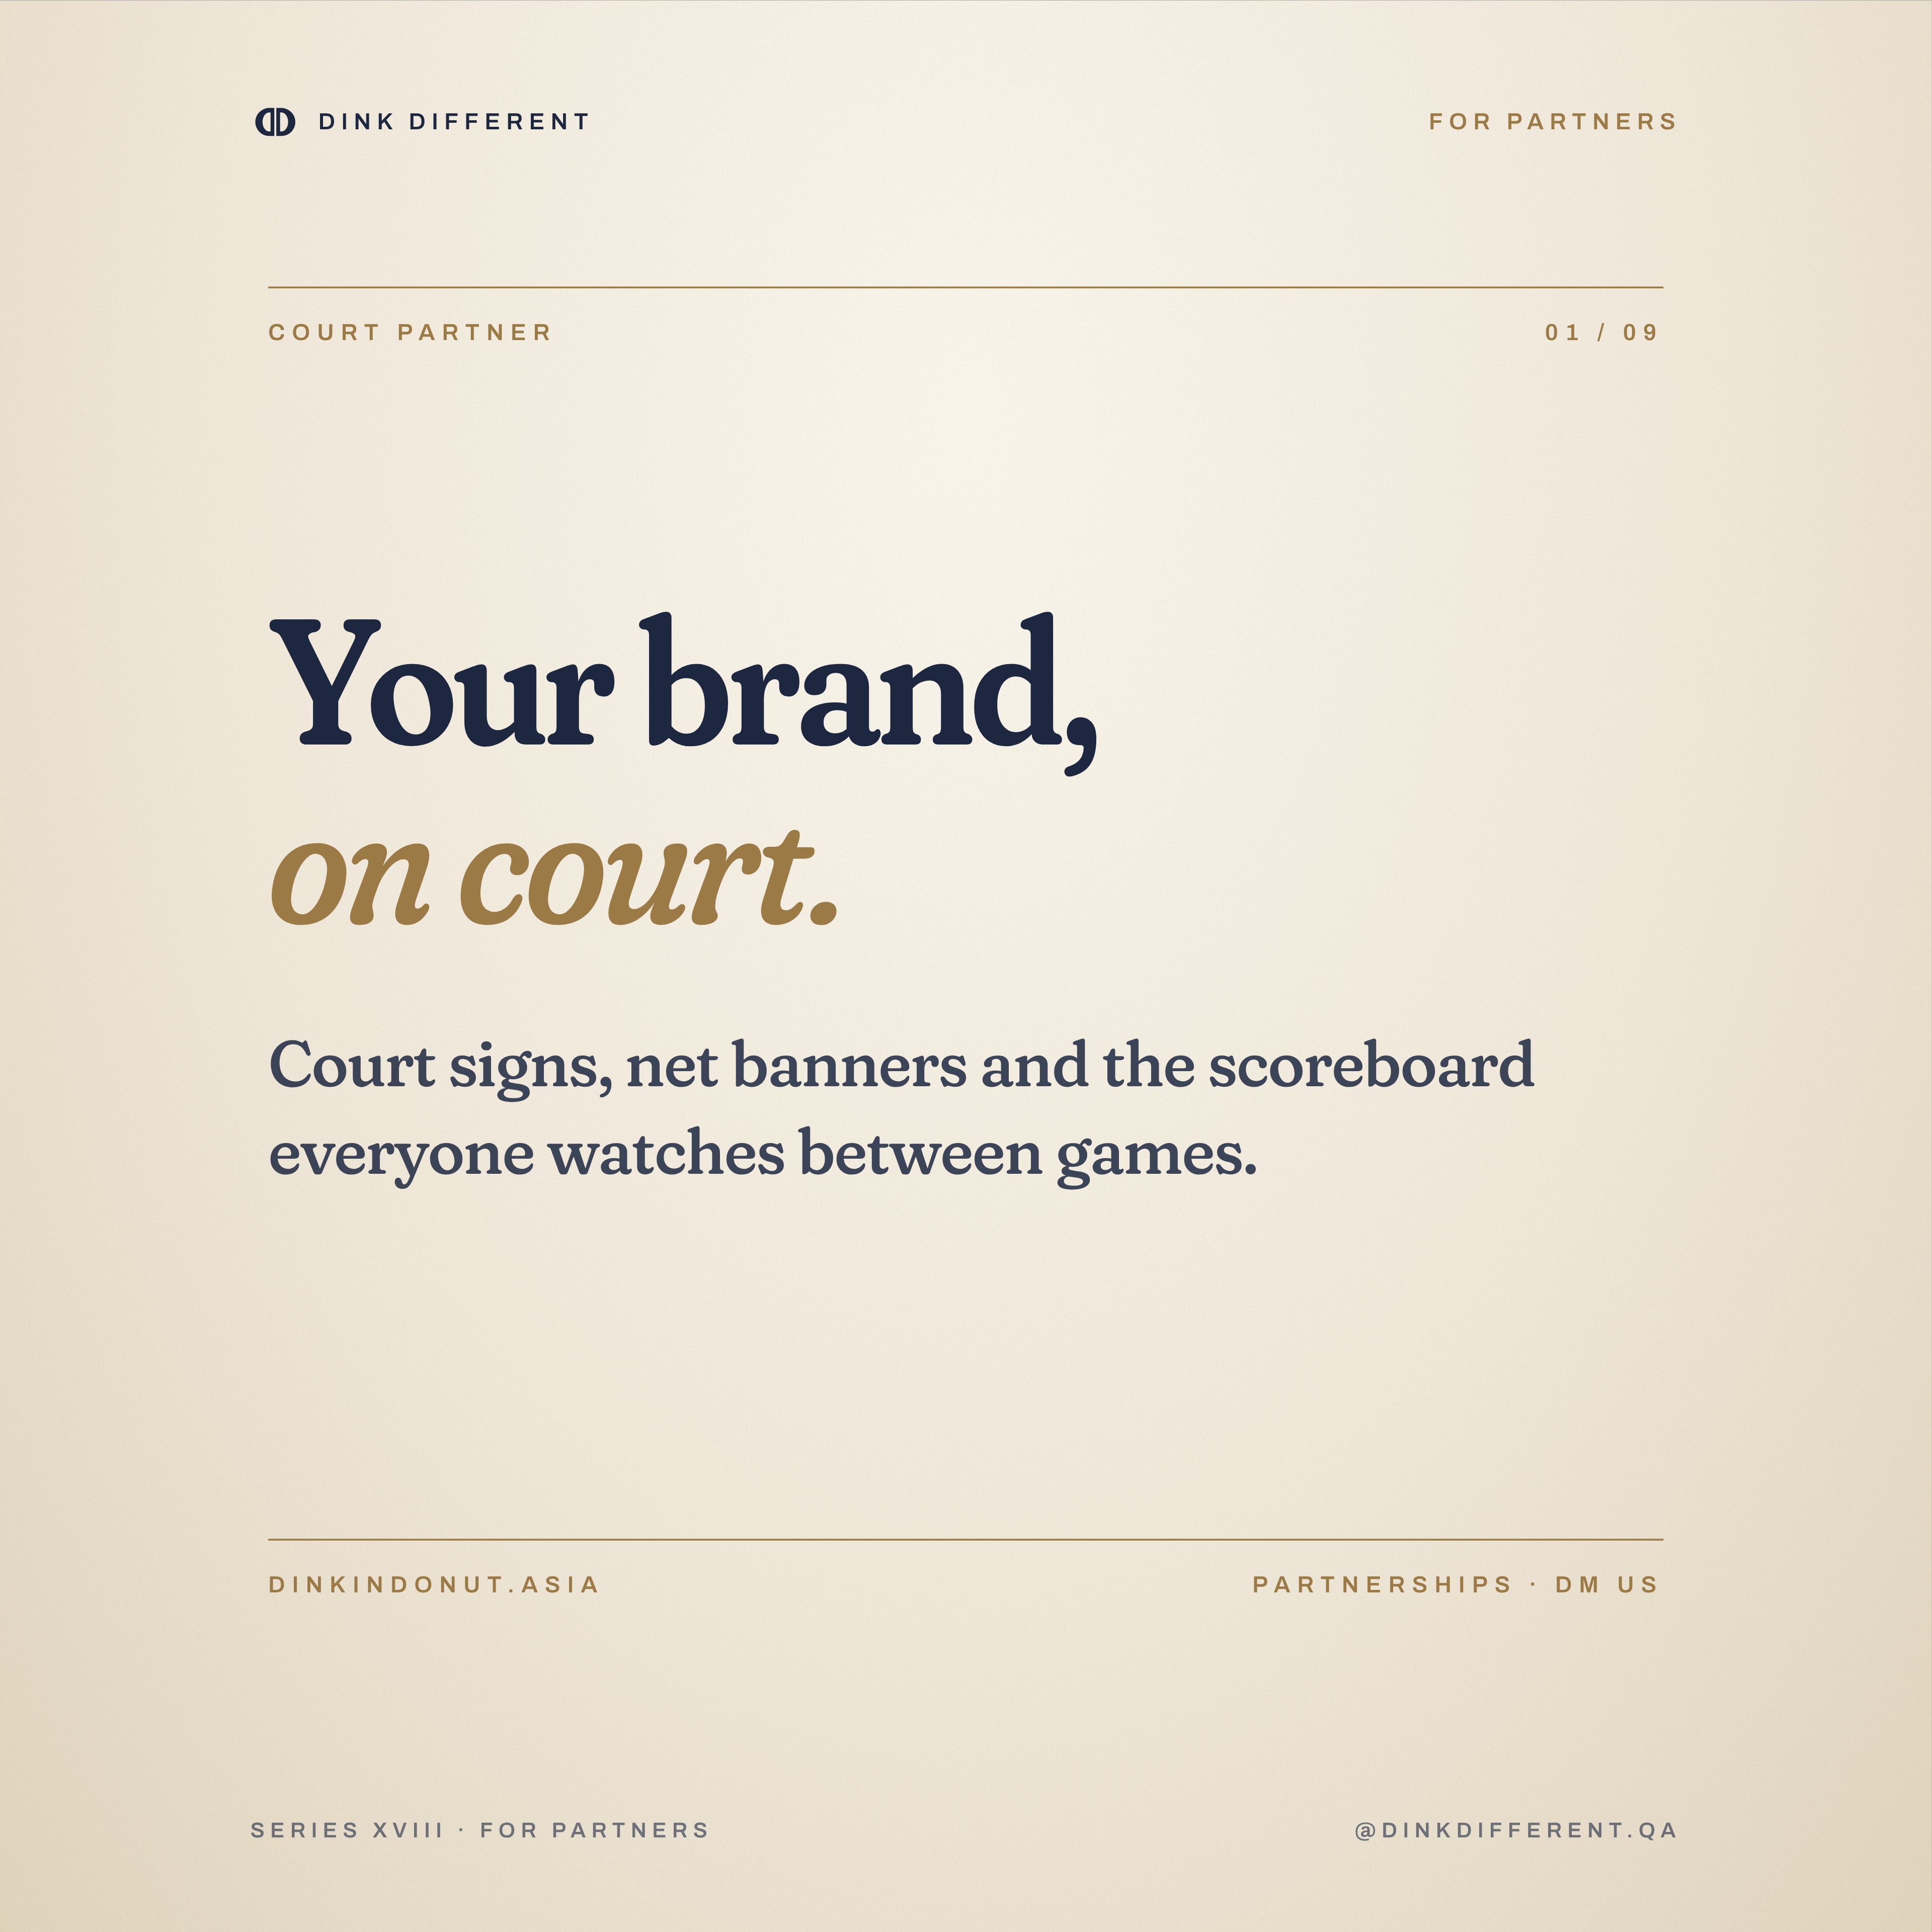 DINK DIFFERENT
FOR PARTNERS
COURT PARTNER
01 / 09
Your brand,
on court.
Court signs, net banners and the scoreboard
everyone watches between games.
DINKINDONUT.ASIA
PARTNERSHIPS · DM US
SERIES XVIII · FOR PARTNERS
@DINKDIFFERENT.QA